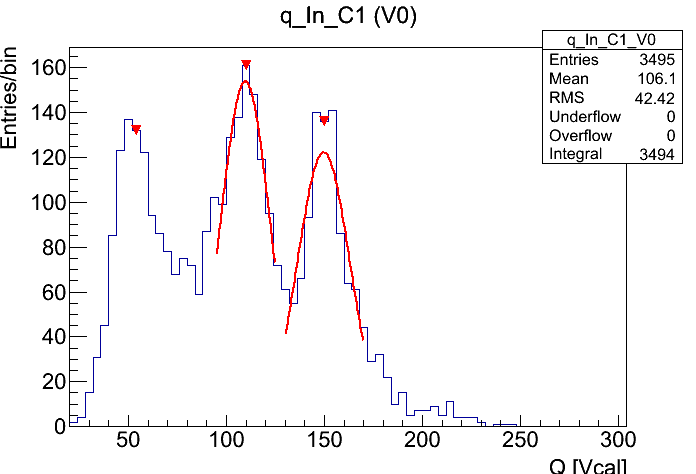 q_In_C1 (V0)
q_In_C1_V0
Entries 3495
Mean 106.1
RMS 42.42
Underflow 0
Overflow 0
Integral 3494
Entries/bin
160
140
120
100
80
60
40
20
0
50 100 150 200 250 300
Q [Vcal]